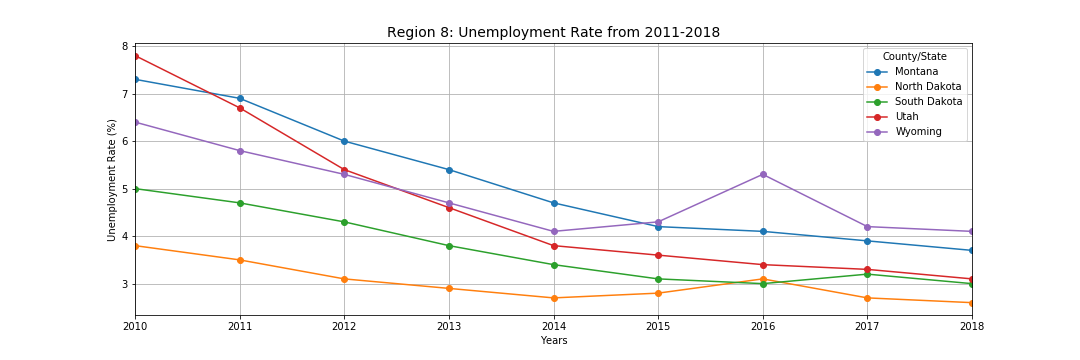 Region 8: Unemployment Rate from 2011-2018
County/State
Montana
North Dakota
South Dakota
Utah
Wyoming
Unemployment Rate (%)
8
7
6
5
4
3
2010 2011 2012 2013 2014 2015 2016 2017 2018
Years